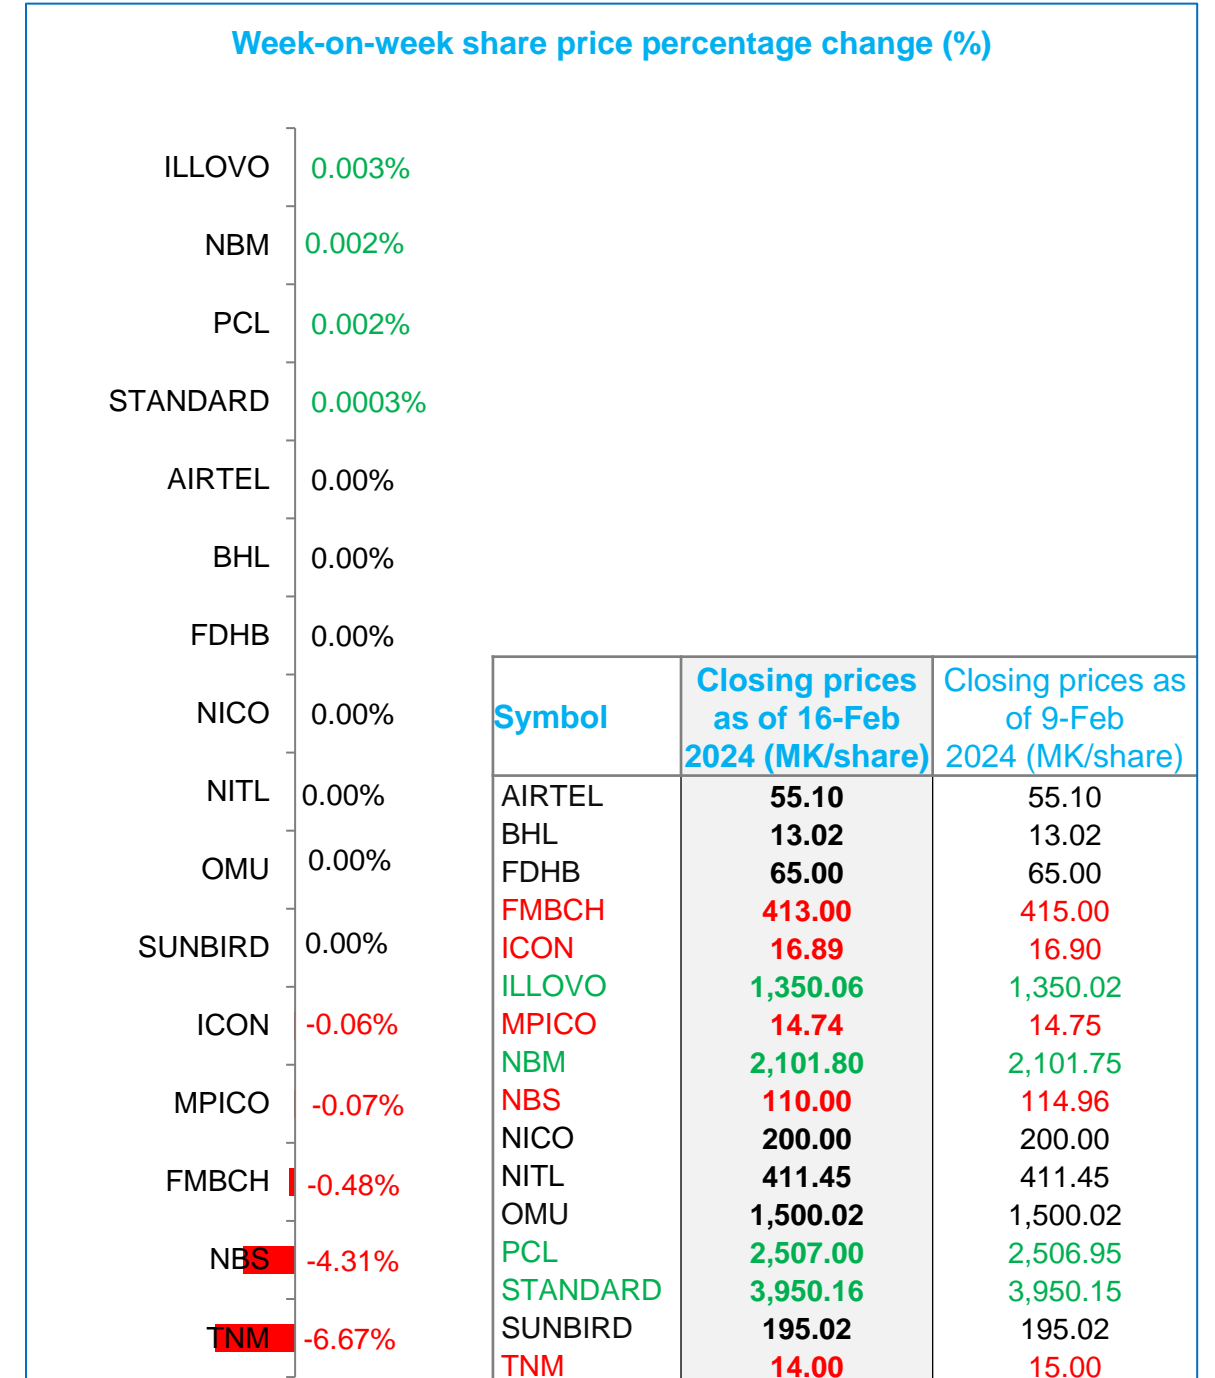 Week-on-week share price percentage change (%)
ILLOVO 0.003%
NBM 0.002%
PCL 0.002%
STANDARD 0.0003%
AIRTEL 0.00%
BHL 0.00%
FDHB 0.00%
NICO 0.00%
NITL 0.00%
OMU 0.00%
SUNBIRD 0.00%
ICON -0.06%
MPICO -0.07%
FMBCH -0.48%
NBS -4.31%
TNM -6.67%
Symbol
Closing prices
as of 16-Feb
2024 (MK/share)
Closing prices as
of 9-Feb
2024 (MK/share)
AIRTEL 55.10 55.10
BHL 13.02 13.02
FDHB 65.00 65.00
FMBCH 413.00 415.00
ICON 16.89 16.90
ILLOVO 1,350.06 1,350.02
MPICO 14.74 14.75
NBM 2,101.80 2,101.75
NBS 110.00 114.96
NICO 200.00 200.00
NITL 411.45 411.45
OMU 1,500.02 1,500.02
PCL 2,507.00 2,506.95
STANDARD 3,950.16 3,950.15
SUNBIRD 195.02 195.02
TNM 14.00 15.00